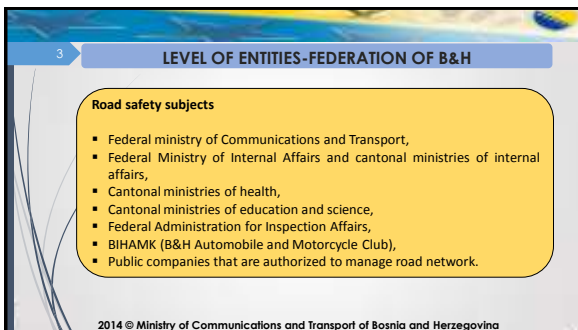 3
LEVEL OF ENTITIES-FEDERATION OF B&H
Road safety subjects
▪ Federal ministry of Communications and Transport,
▪ Federal Ministry of Internal Affairs and cantonal ministries of internal
affairs,
▪ Cantonal ministries of health,
▪ Cantonal ministries of education and science,
▪ Federal Administration for Inspection Affairs,
▪ BIHAMK (B&H Automobile and Motorcycle Club),
▪ Public companies that are authorized to manage road network.
2014 © Ministry of Communications and Transport of Bosnia and Herzegovina